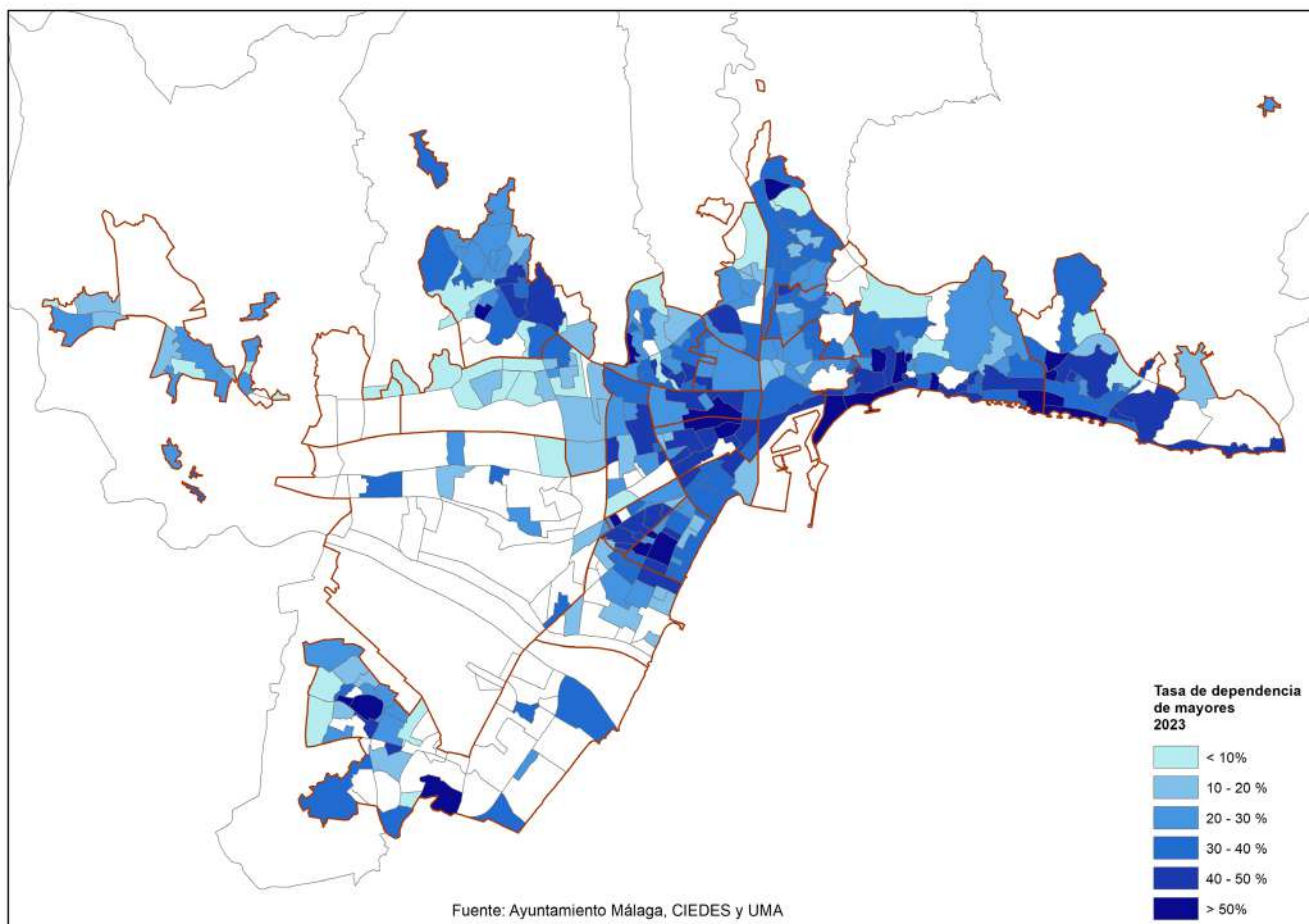 Tasa de dependencia
de mayores
2023
< 10%
10 - 20 %
20 - 30 %
30 - 40 %
40 - 50 %
> 50%
Fuente: Ayuntamiento Málaga, CIEDES y UMA